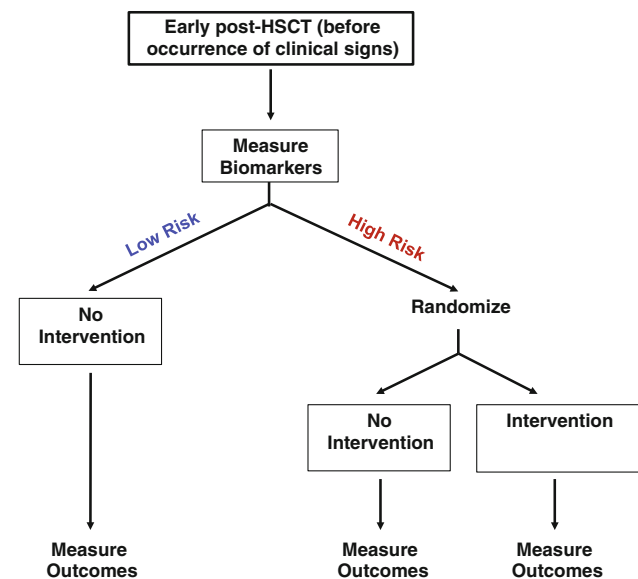 Early post-HSCT (before
occurrence of clinical signs)
Measure
Biomarkers
Low Risk
High Risk
No
Intervention
Randomize
No
Intervention
Intervention
Measure
Outcomes
Measure
Outcomes
Measure
Outcomes